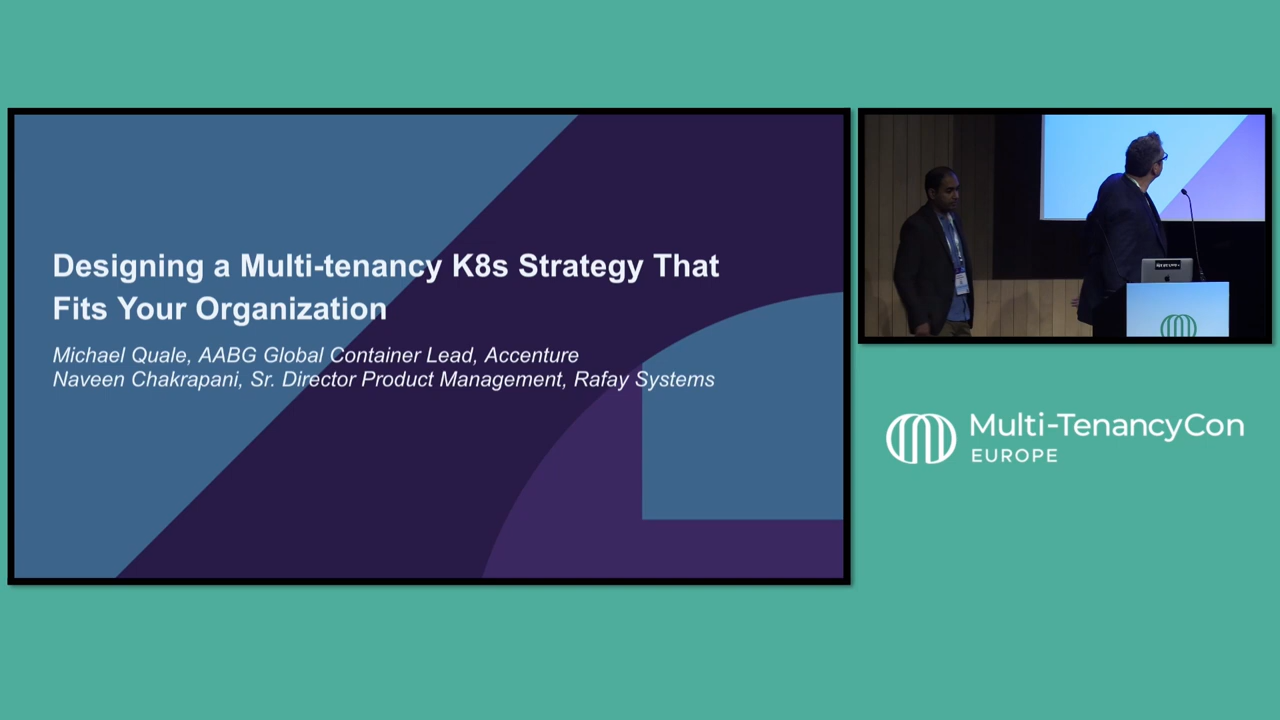 Designing a Multi-tenancy K8s Strategy That
Fits Your Organization
Michael Quale, AABG Global Container Lead, Accenture
Naveen Chakrapani, Sr. Director Product Management, Rafay Systems
Multi-TenancyCon
EUROPE